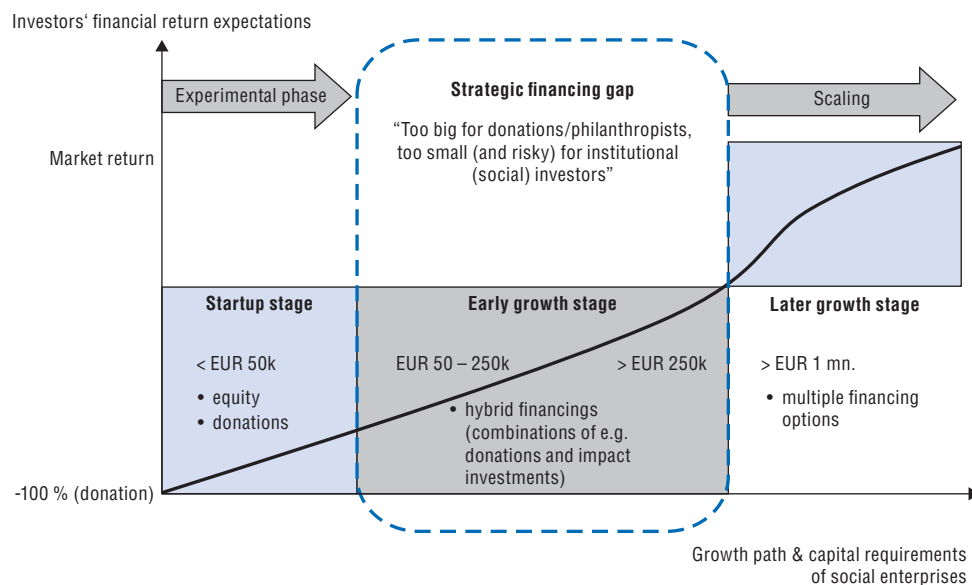 Investors‘ financial return expectations
Experimental phase
Strategic financing gap
Scaling
“Too big for donations/philanthropists,
too small (and risky) for institutional
(social) investors”
Market return
Startup stage
Early growth stage
Later growth stage
< EUR 50k
EUR 50 – 250k
> EUR 250k
> EUR 1 mn.
• equity
• donations
• hybrid financings
(combinations of e.g.
donations and impact
investments)
• multiple financing
options
-100 % (donation)
Growth path & capital requirements
of social enterprises